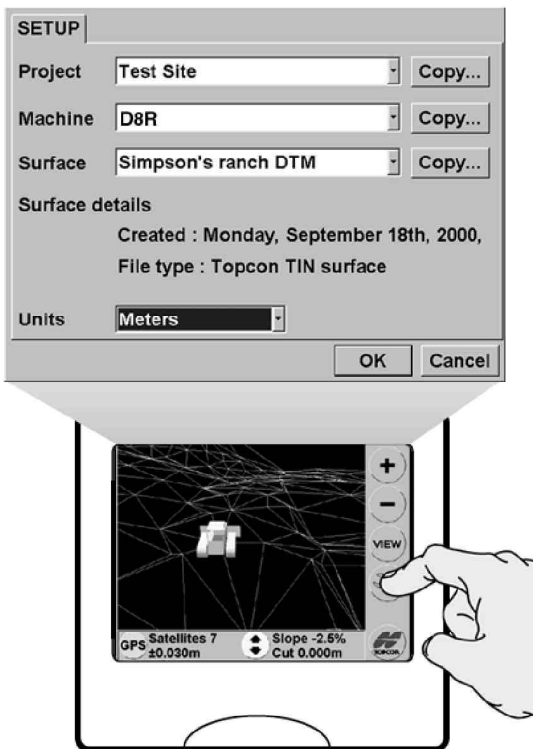 SETUP
Project Test Site Copy...
Machine D8R Copy...
Surface Simpson's ranch DTM Copy...
Surface details
Created : Monday, September 18th, 2000,
File type : Topcon TIN surface
Units Meters
OK Cancel
+
−
VIEW
GPS Satellites 7 Slope -2.5%
±0.030m Cut 0.000m
TOPCON